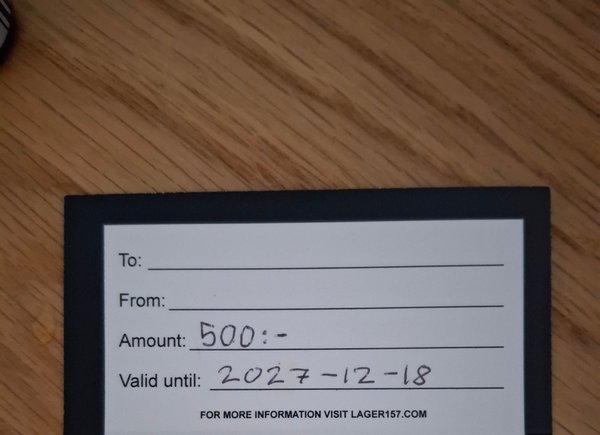 To:
From:
Amount: 500:-
Valid until: 2027-12-18
FOR MORE INFORMATION VISIT LAGER157.COM